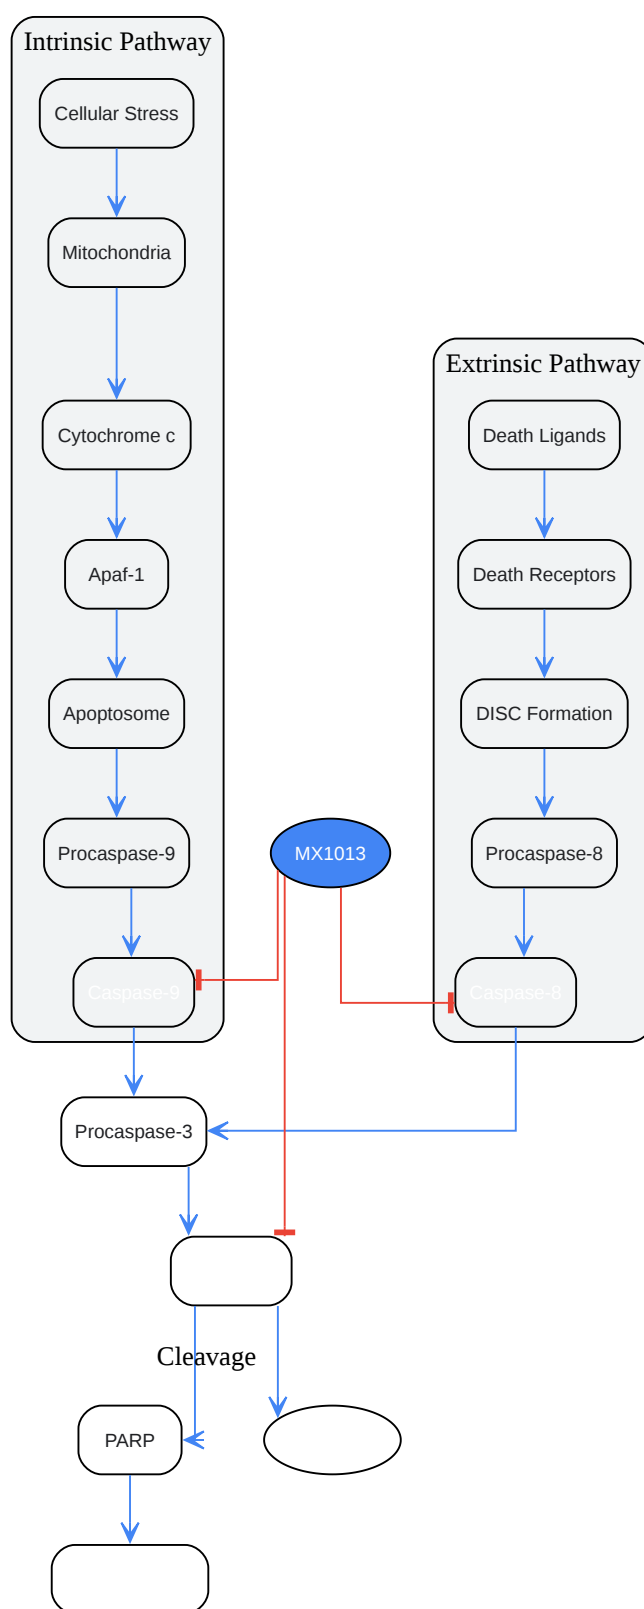 Intrinsic Pathway
Cellular Stress
Mitochondria
Cytochrome c
Apaf-1
Apoptosome
Procaspase-9
Caspase-9
Extrinsic Pathway
Death Ligands
Death Receptors
DISC Formation
Procaspase-8
Caspase-8
MX1013
Procaspase-3
Cleavage
PARP